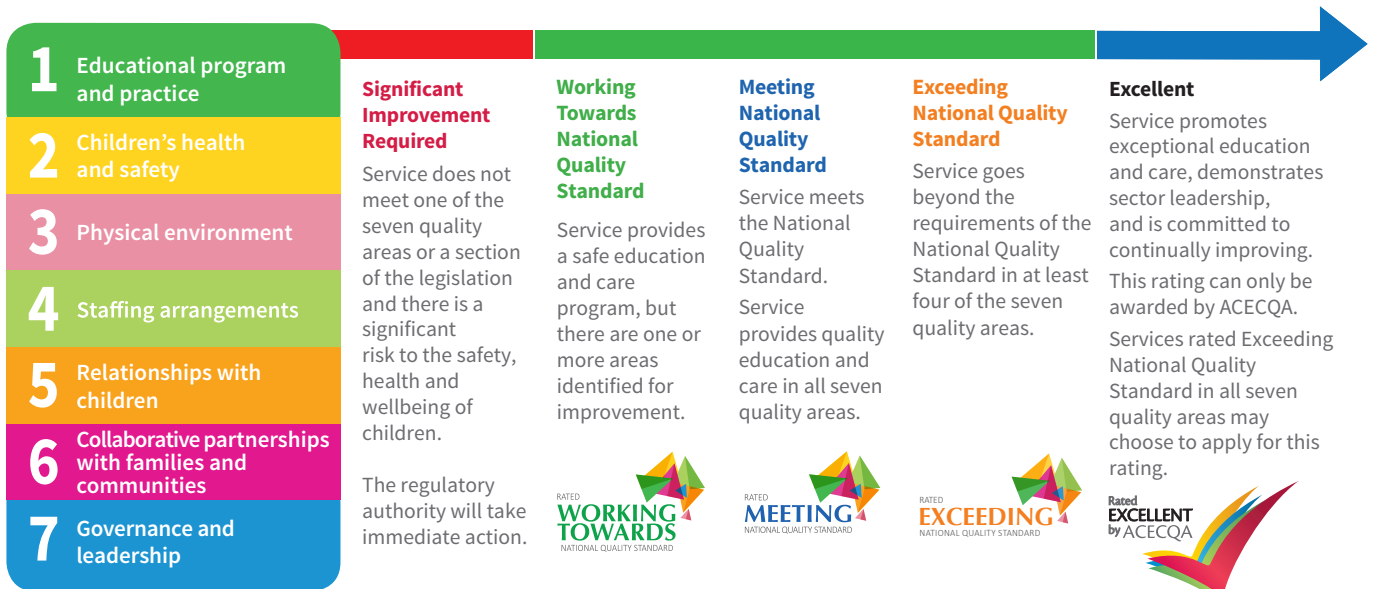 1
Educational program
and practice
2
Children's health
and safety
3
Physical environment
4
Staffing arrangements
5
Relationships with
children
6
Collaborative partnerships
with families and
communities
7
Governance and
leadership
Significant
Improvement
Required
Service does not
meet one of the
seven quality
areas or a section
of the legislation
and there is a
significant
risk to the safety,
health and
wellbeing of
children.
The regulatory
authority will take
immediate action.
Working
Towards
National
Quality
Standard
Service provides
a safe education
and care
program, but
there are one or
more areas
identified for
improvement.
RATED
WORKING
TOWARDS
NATIONAL QUALITY STANDARD
Meeting
National
Quality
Standard
Service meets
the National
Quality
Standard.
Service
provides quality
education and
care in all seven
quality areas.
RATED
MEETING
NATIONAL QUALITY STANDARD
Exceeding
National Quality
Standard
Service goes
beyond the
requirements of the
National Quality
Standard in at least
four of the seven
quality areas.
RATED
EXCEEDING
NATIONAL QUALITY STANDARD
Excellent
Service promotes
exceptional education
and care, demonstrates
sector leadership,
and is committed to
continually improving.
This rating can only be
awarded by ACECQA.
Services rated Exceeding
National Quality
Standard in all seven
quality areas may
choose to apply for this
rating.
Rated
EXCELLENT
by ACECQA